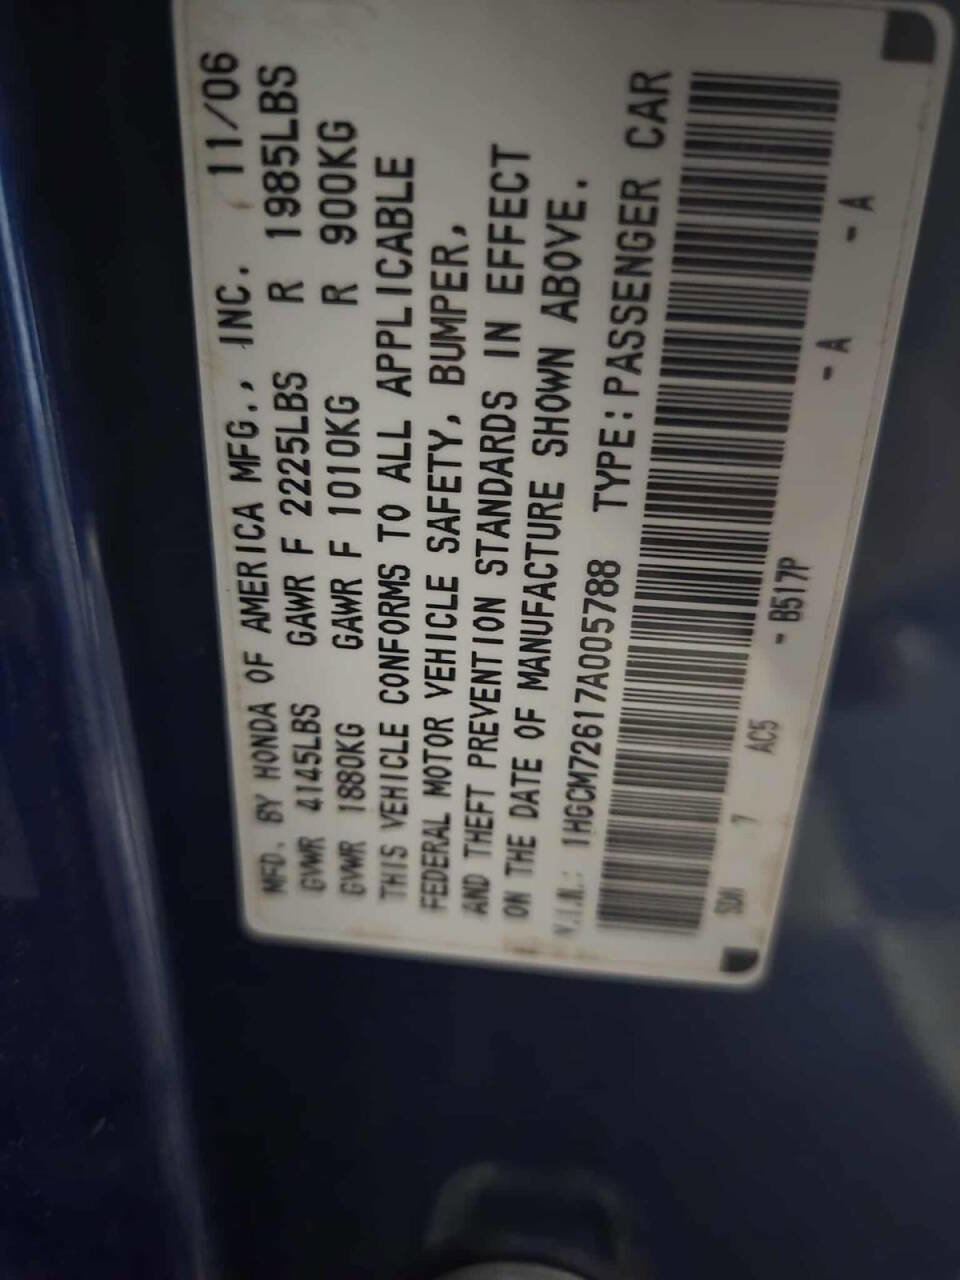 MFD. BY HONDA OF AMERICA MFG., INC. 11/06
GVWR 4145LBS GAWR F 2225LBS R 1985LBS
GVWR 1880KG GAWR F 1010KG R 900KG
THIS VEHICLE CONFORMS TO ALL APPLICABLE
FEDERAL MOTOR VEHICLE SAFETY, BUMPER,
AND THEFT PREVENTION STANDARDS IN EFFECT
ON THE DATE OF MANUFACTURE SHOWN ABOVE.
V.I.N.: 1HGCM72617A005788 TYPE:PASSENGER CAR
SDN 7 AC5 - B517P - A - A